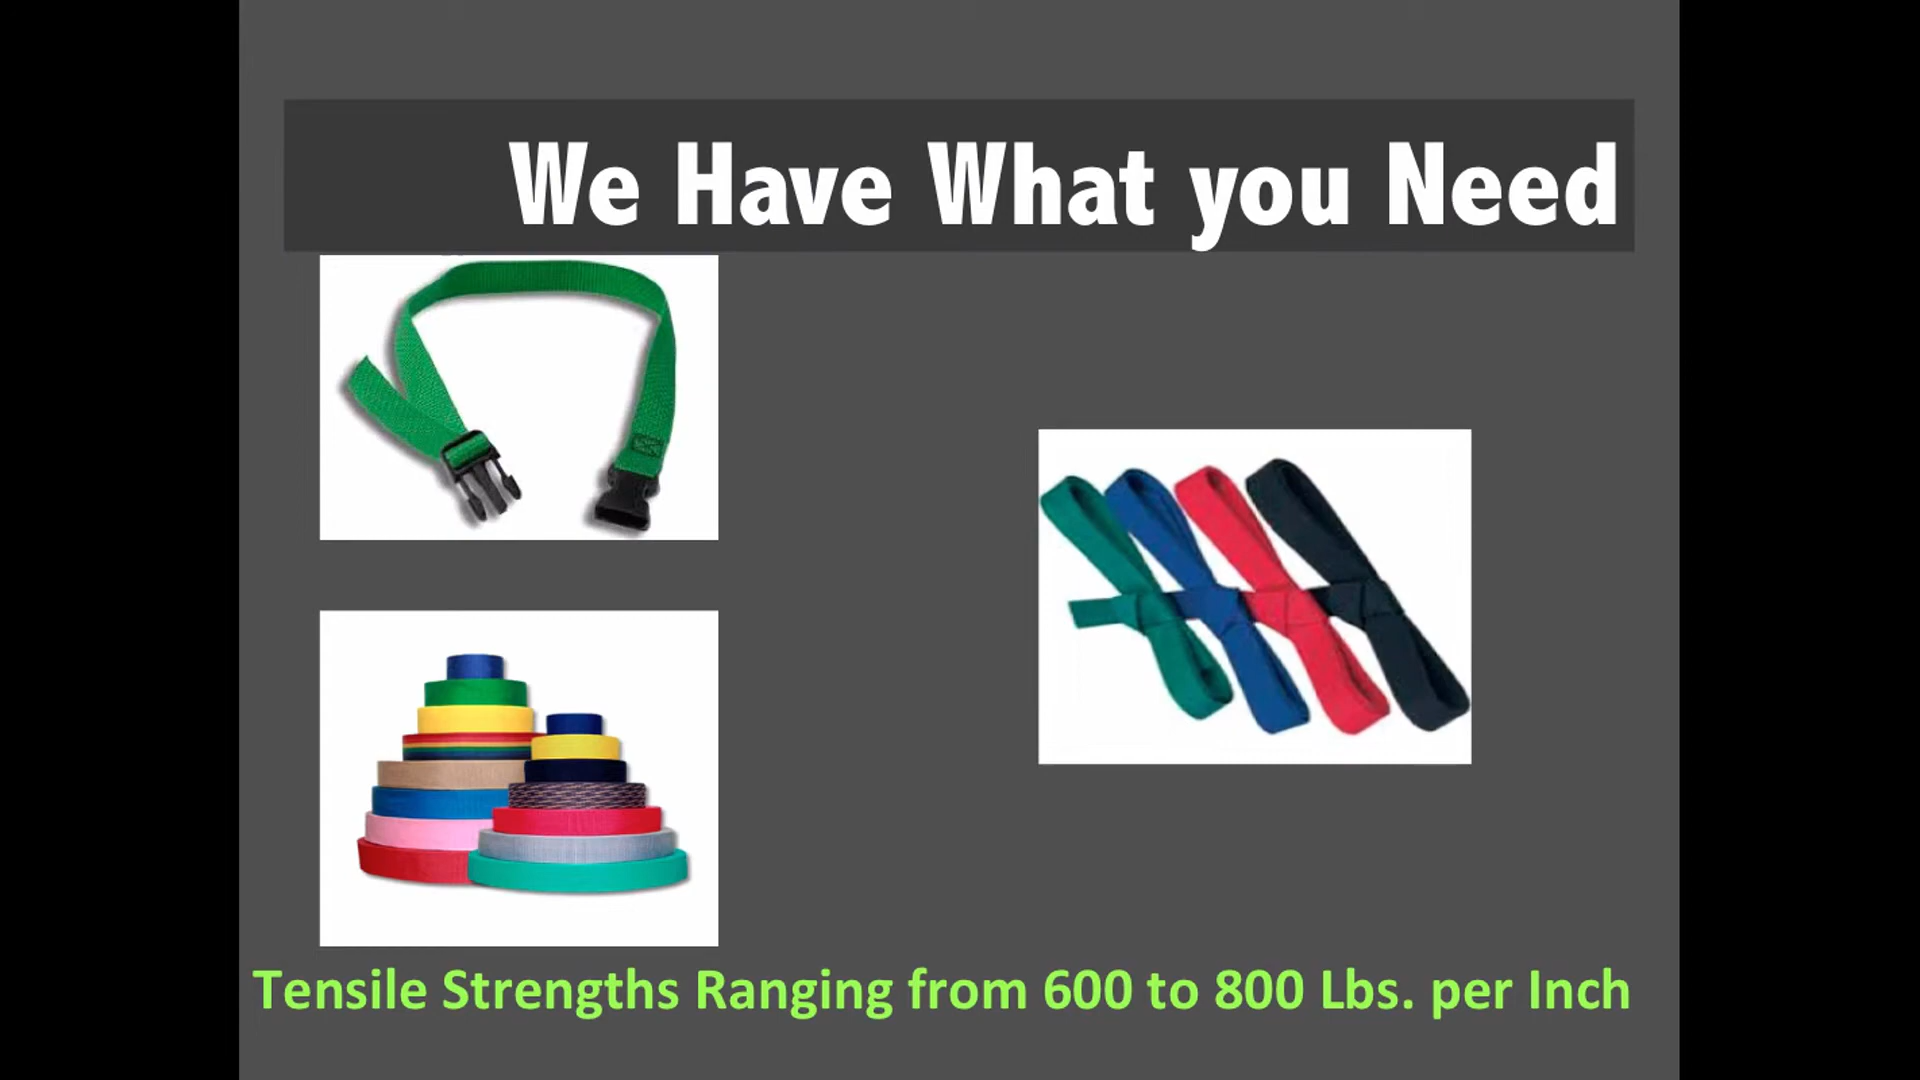 We Have What you Need
Tensile Strengths Ranging from 600 to 800 Lbs. per Inch